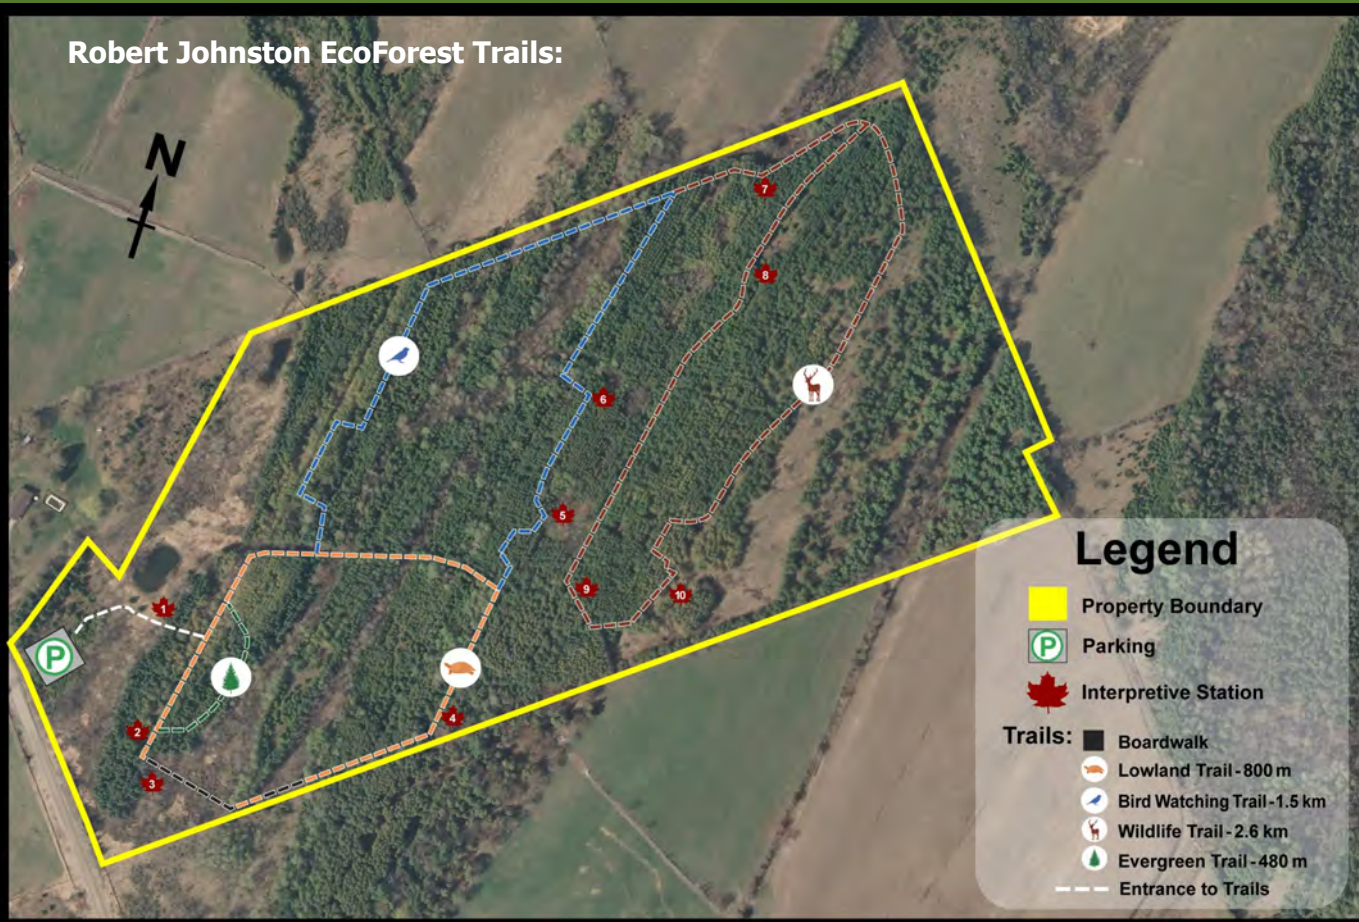 Robert Johnston EcoForest Trails:
N
7
8
6
5
9
10
1
P
2
4
3
Legend
Property Boundary
P
Parking
Interpretive Station
Trails:
Boardwalk
Lowland Trail - 800 m
Bird Watching Trail - 1.5 km
Wildlife Trail - 2.6 km
Evergreen Trail - 480 m
Entrance to Trails